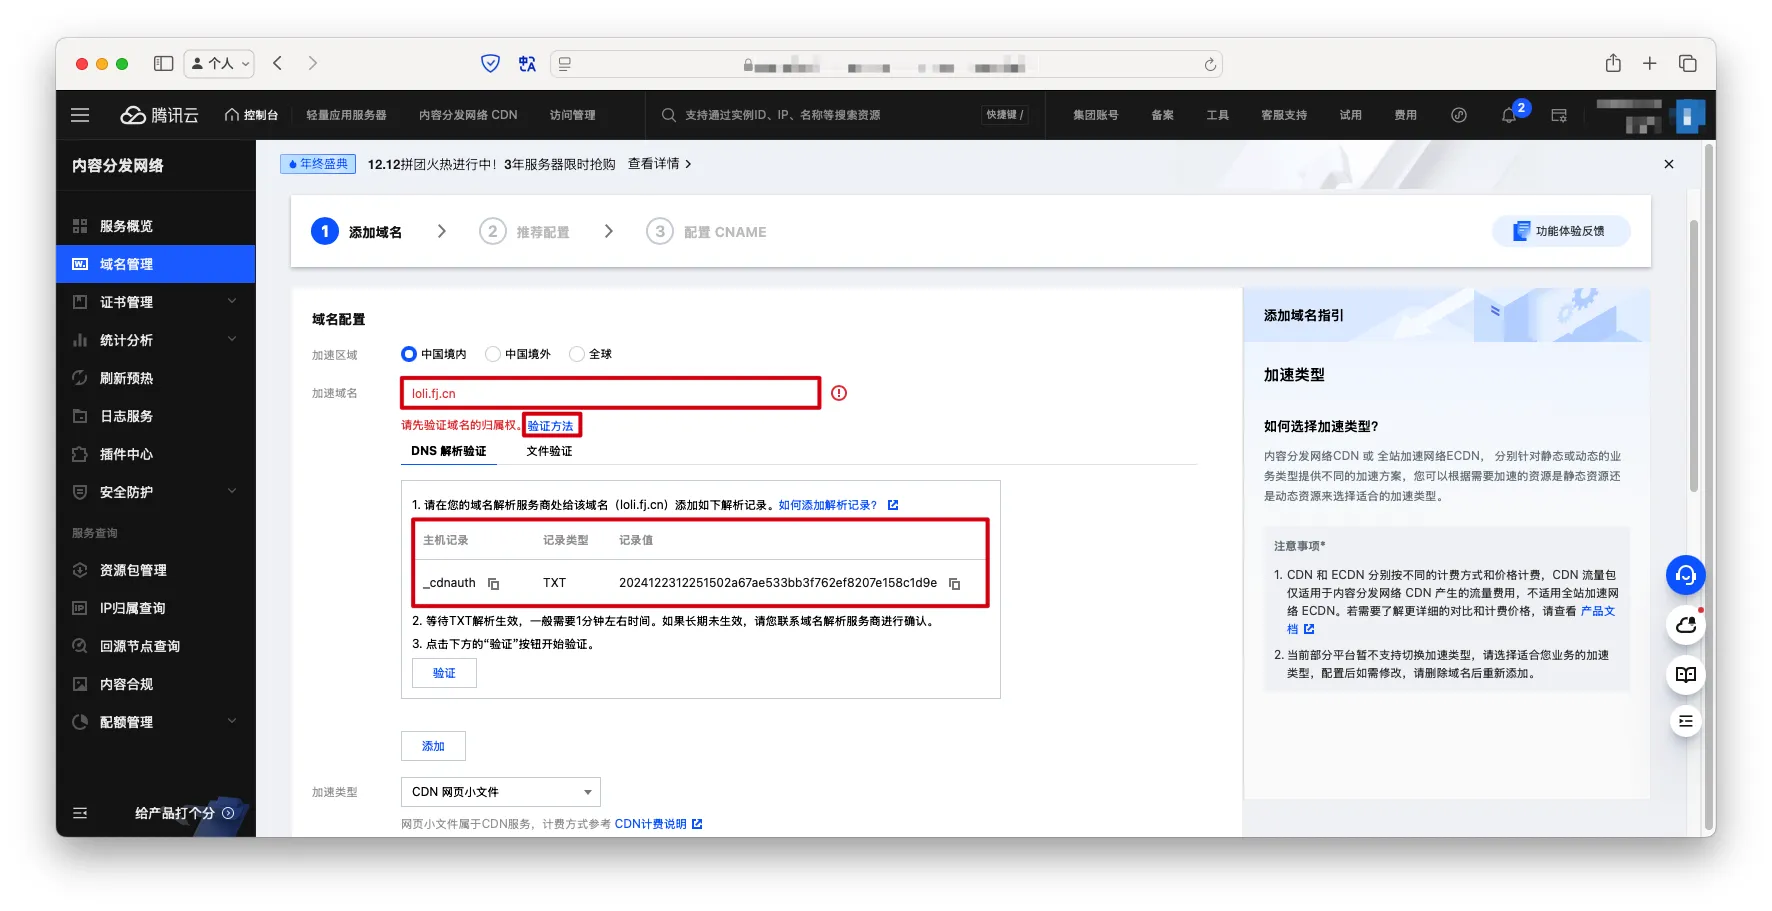 个人
腾讯云 控制台 轻量应用服务器 内容分发网络 CDN 访问管理 支持通过实例ID、IP、名称等搜索资源 快捷键 / 集团账号 备案 工具 客服支持 试用 费用 2
内容分发网络
服务概览
域名管理
证书管理
统计分析
刷新预热
日志服务
插件中心
安全防护
服务查询
资源包管理
IP归属查询
回源节点查询
内容合规
配额管理
给产品打个分
年终盛典 12.12拼团火热进行中！3年服务器限时抢购 查看详情
1 添加域名 2 推荐配置 3 配置 CNAME
功能体验反馈
域名配置
加速区域 中国境内 中国境外 全球
加速域名 loli.fj.cn
请先验证域名的归属权。验证方法
DNS 解析验证 文件验证
1. 请在您的域名解析服务商处给该域名（loli.fj.cn）添加如下解析记录。如何添加解析记录？
主机记录 记录类型 记录值
_cdnauth TXT 2024122312251502a67ae533bb3f762ef8207e158c1d9e
2. 等待TXT解析生效，一般需要1分钟左右时间。如果长期未生效，请您联系域名解析服务商进行确认。
3. 点击下方的“验证”按钮开始验证。
验证
添加
加速类型 CDN 网页小文件
网页小文件属于CDN服务，计费方式参考 CDN计费说明
添加域名指引
加速类型
如何选择加速类型?
内容分发网络CDN 或 全站加速网络ECDN， 分别针对静态或动态的业
务类型提供不同的加速方案，您可以根据需要加速的资源是静态资源还
是动态资源来选择适合的加速类型。
注意事项*
1. CDN 和 ECDN 分别按不同的计费方式和价格计费，CDN 流量包
仅适用于内容分发网络 CDN 产生的流量费用，不适用全站加速网
络 ECDN。若需要了解更详细的对比和计费价格，请查看 产品文
档
2. 当前部分平台暂不支持切换加速类型，请选择适合您业务的加速
类型，配置后如需修改，请删除域名后重新添加。